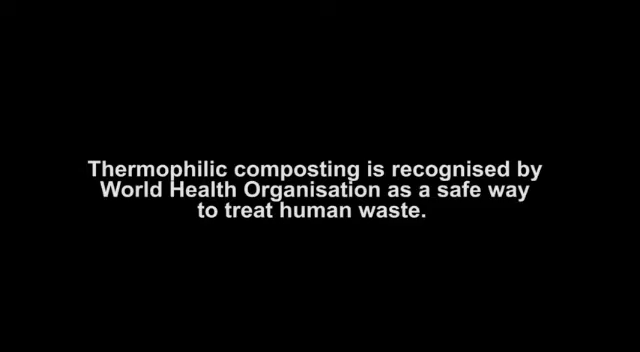 Thermophilic composting is recognised by
World Health Organisation as a safe way
to treat human waste.